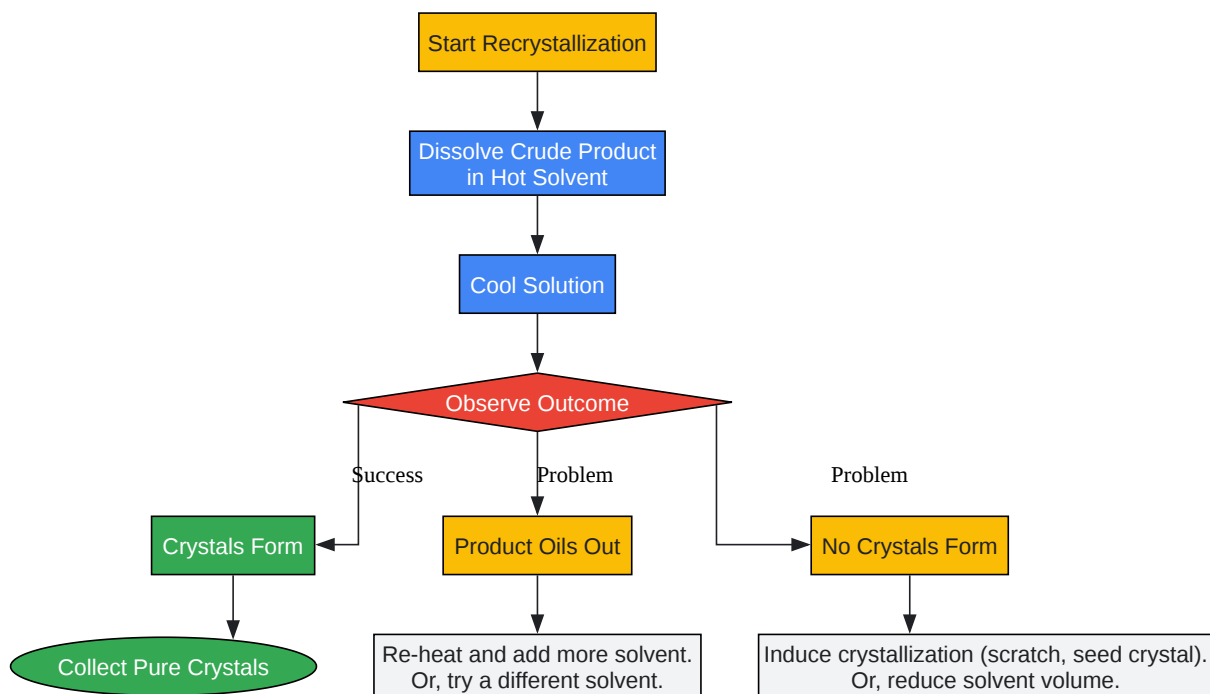 Start Recrystallization
Dissolve Crude Product
in Hot Solvent
Cool Solution
Observe Outcome
Success
Problem
Problem
Crystals Form
Product Oils Out
No Crystals Form
Collect Pure Crystals
Re-heat and add more solvent.
Or, try a different solvent.
Induce crystallization (scratch, seed crystal).
Or, reduce solvent volume.